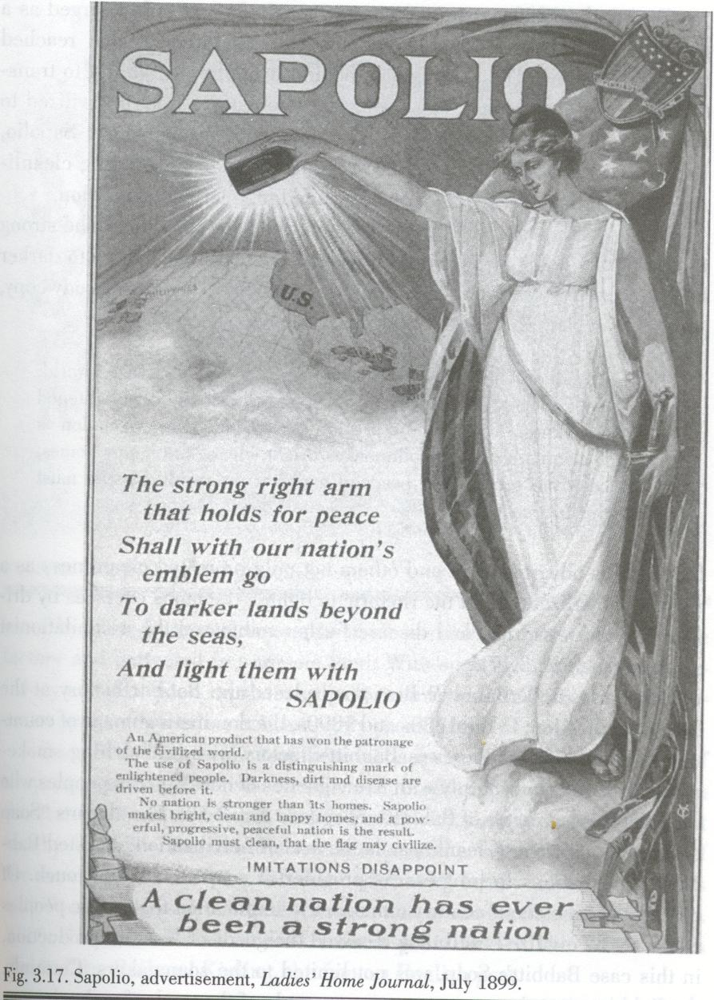 SAPOLIO
U.S.
The strong right arm
that holds for peace
Shall with our nation's
emblem go
To darker lands beyond
the seas,
And light them with
SAPOLIO
An American product that has won the patronage
of the civilized world.
The use of Sapolio is a distinguishing mark of
enlightened people. Darkness, dirt and disease are
driven before it.
No nation is stronger than its homes. Sapolio
makes bright, clean and happy homes, and a pow-
erful, progressive, peaceful nation is the result.
Sapolio must clean, that the flag may civilize.
IMITATIONS DISAPPOINT
A clean nation has ever
been a strong nation
Fig. 3.17. Sapolio, advertisement, Ladies' Home Journal, July 1899.